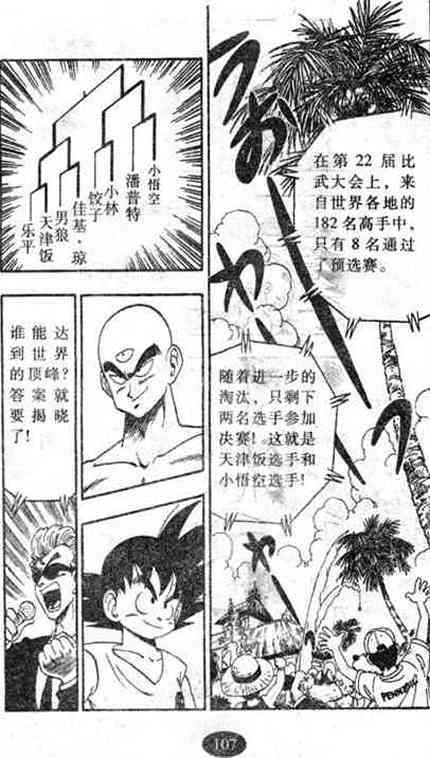 在第22届比
武大会上，来
自世界各地的
182名高手中，
只有8名通过
了预选赛。
お
わ
随着进一步的
淘汰，只剩下
两名选手参加
决赛！这就是
天津饭选手和
小悟空选手！
小悟空
潘普特
小林
饺子
佳基·琼
男狼
天津饭
乐平
谁能达
到世界
的顶峰？
答案就
要揭晓
了！
107